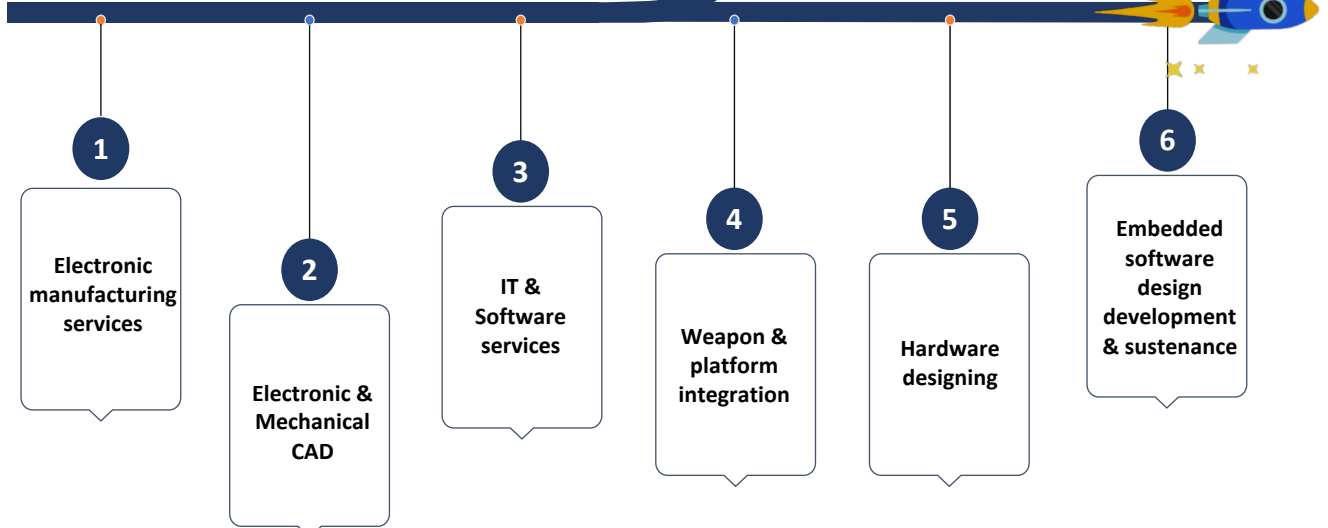 1
Electronic
manufacturing
services
2
Electronic &
Mechanical
CAD
3
IT &
Software
services
4
Weapon &
platform
integration
5
Hardware
designing
6
Embedded
software
design
development
& sustenance